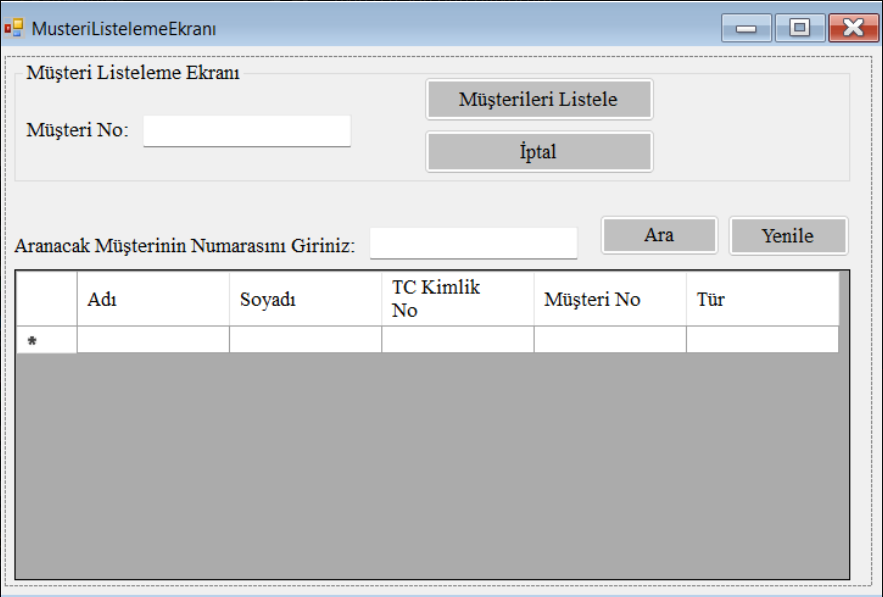 MusteriListelemeEkranı
Müşteri Listeleme Ekranı
Müşterileri Listele
Müşteri No:
İptal
Aranacak Müşterinin Numarasını Giriniz:
Ara
Yenile
Adı
Soyadı
TC Kimlik
No
Müşteri No
Tür
*